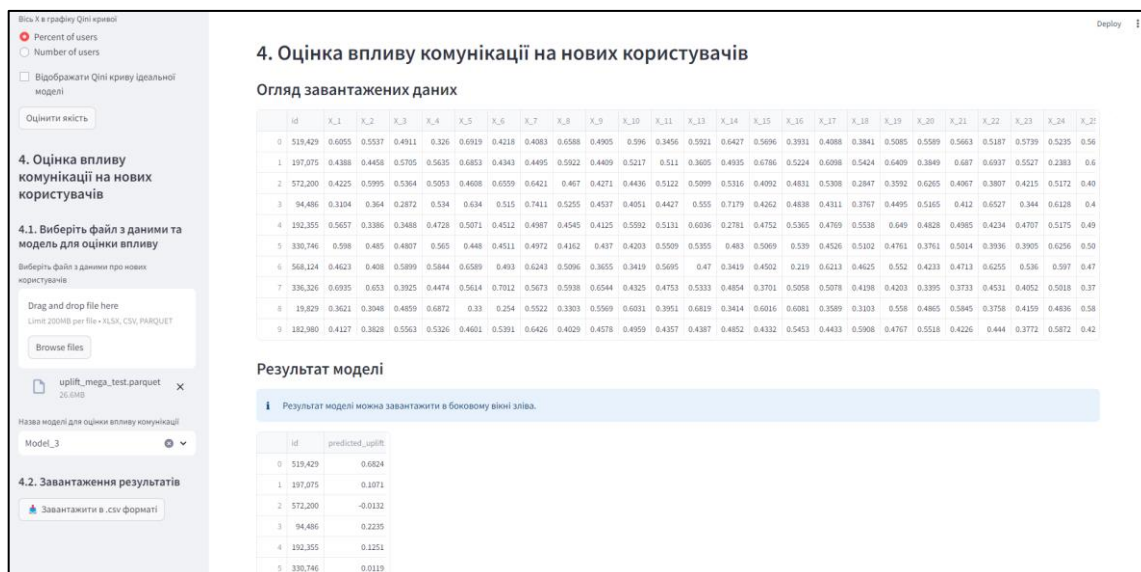 Вісь X в графіку Qini кривої
Percent of users
Number of users
Відображати Qini криву ідеальної
моделі
Оцінити якість
4. Оцінка впливу
комунікації на нових
користувачів
4.1. Виберіть файл з даними та
модель для оцінки впливу
Виберіть файл з даними про нових
користувачів
Drag and drop file here
Limit 200MB per file • XLSX, CSV, PARQUET
Browse files
uplift_mega_test.parquet
26.6MB
Назва моделі для оцінки впливу комунікації
Model_3
4.2. Завантаження результатів
Завантажити в .csv форматі
Deploy
4. Оцінка впливу комунікації на нових користувачів
Огляд завантажених даних
id X_1 X_2 X_3 X_4 X_5 X_6 X_7 X_8 X_9 X_10 X_11 X_13 X_14 X_15 X_16 X_17 X_18 X_19 X_20 X_21 X_22 X_23 X_24 X_25
0 519,429 0.6055 0.5537 0.4911 0.326 0.6919 0.4218 0.4083 0.6588 0.4905 0.596 0.3456 0.5921 0.6427 0.5696 0.3931 0.4088 0.3841 0.5085 0.5589 0.5663 0.5187 0.5739 0.5235 0.56
1 197,075 0.4388 0.4458 0.5705 0.5635 0.6853 0.4343 0.4495 0.5922 0.4409 0.5217 0.511 0.3605 0.4935 0.6786 0.5224 0.6098 0.5424 0.6409 0.3849 0.687 0.6937 0.5527 0.2383 0.6
2 572,200 0.4225 0.5995 0.5364 0.5053 0.4608 0.6559 0.6421 0.467 0.4271 0.4436 0.5122 0.5099 0.5316 0.4092 0.4831 0.5308 0.2847 0.3592 0.6265 0.4067 0.3807 0.4215 0.5172 0.40
3 94,486 0.3104 0.364 0.2872 0.534 0.634 0.515 0.7411 0.5255 0.4537 0.4051 0.4427 0.555 0.7179 0.4262 0.4838 0.4311 0.3767 0.4495 0.5165 0.412 0.6527 0.344 0.6128 0.4
4 192,355 0.5657 0.3386 0.3488 0.4728 0.5071 0.4512 0.4987 0.4545 0.4125 0.5592 0.5131 0.6036 0.2781 0.4752 0.5365 0.4769 0.5538 0.649 0.4828 0.4985 0.4234 0.4707 0.5175 0.49
5 330,746 0.598 0.485 0.4807 0.565 0.448 0.4511 0.4972 0.4162 0.437 0.4203 0.5509 0.5355 0.483 0.5069 0.539 0.4526 0.5102 0.4761 0.3761 0.5014 0.3936 0.3905 0.6256 0.50
6 568,124 0.4623 0.408 0.5899 0.5844 0.6589 0.493 0.6243 0.5096 0.3655 0.3419 0.5695 0.47 0.3419 0.4502 0.219 0.6213 0.4625 0.552 0.4233 0.4713 0.6255 0.536 0.597 0.47
7 336,326 0.6935 0.653 0.3925 0.4474 0.5614 0.7012 0.5673 0.5938 0.6544 0.4325 0.4753 0.5333 0.4854 0.3701 0.5058 0.5078 0.4198 0.4203 0.3395 0.3733 0.4531 0.4052 0.5018 0.37
8 19,829 0.3621 0.3048 0.4859 0.6872 0.33 0.254 0.5522 0.3303 0.5569 0.6031 0.3951 0.6819 0.3414 0.6016 0.6081 0.3589 0.3103 0.558 0.4865 0.5845 0.3758 0.4159 0.4836 0.58
9 182,980 0.4127 0.3828 0.5563 0.5326 0.4601 0.5391 0.6426 0.4029 0.4578 0.4959 0.4357 0.4387 0.4852 0.4332 0.5453 0.4433 0.5908 0.4767 0.5518 0.4226 0.444 0.3772 0.5872 0.42
Результат моделі
Результат моделі можна завантажити в боковому вікні зліва.
id predicted_uplift
0 519,429 0.6824
1 197,075 0.1071
2 572,200 -0.0132
3 94,486 0.2235
4 192,355 0.1251
5 330,746 0.0119